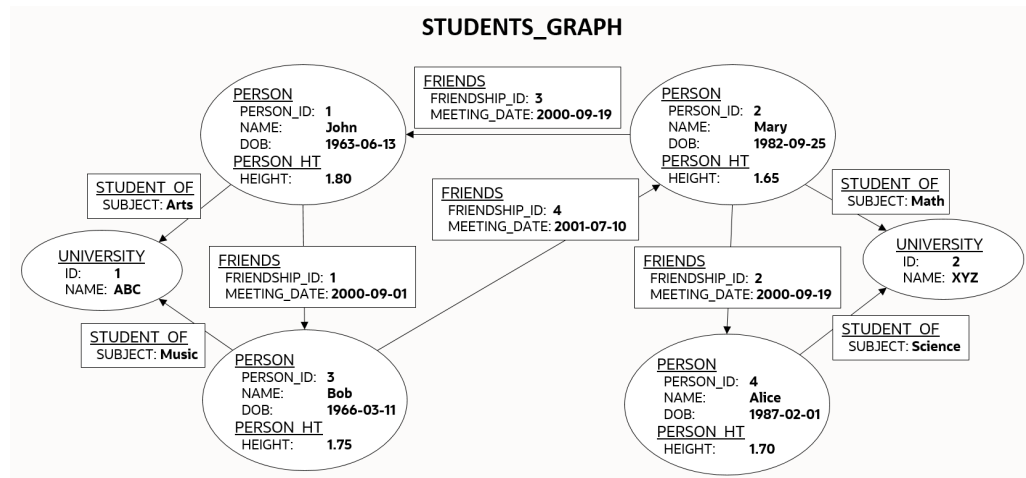 STUDENTS_GRAPH
PERSON
PERSON_ID: 1
NAME: John
DOB: 1963-06-13
PERSON_HT
HEIGHT: 1.80
FRIENDS
FRIENDSHIP_ID: 3
MEETING_DATE: 2000-09-19
PERSON
PERSON_ID: 2
NAME: Mary
DOB: 1982-09-25
PERSON_HT
HEIGHT: 1.65
STUDENT_OF
SUBJECT: Arts
FRIENDS
FRIENDSHIP_ID: 4
MEETING_DATE: 2001-07-10
STUDENT_OF
SUBJECT: Math
UNIVERSITY
ID: 1
NAME: ABC
FRIENDS
FRIENDSHIP_ID: 1
MEETING_DATE: 2000-09-01
FRIENDS
FRIENDSHIP_ID: 2
MEETING_DATE: 2000-09-19
UNIVERSITY
ID: 2
NAME: XYZ
STUDENT_OF
SUBJECT: Music
STUDENT_OF
SUBJECT: Science
PERSON
PERSON_ID: 3
NAME: Bob
DOB: 1966-03-11
PERSON_HT
HEIGHT: 1.75
PERSON
PERSON_ID: 4
NAME: Alice
DOB: 1987-02-01
PERSON_HT
HEIGHT: 1.70